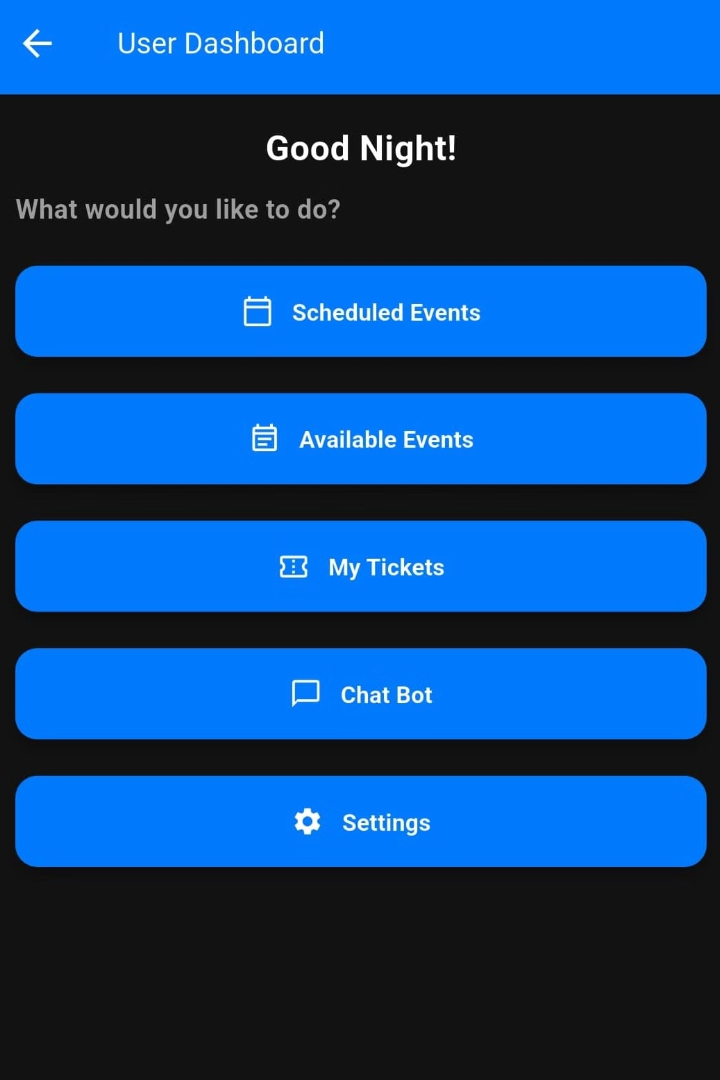 User Dashboard
Good Night!
What would you like to do?
Scheduled Events
Available Events
My Tickets
Chat Bot
Settings